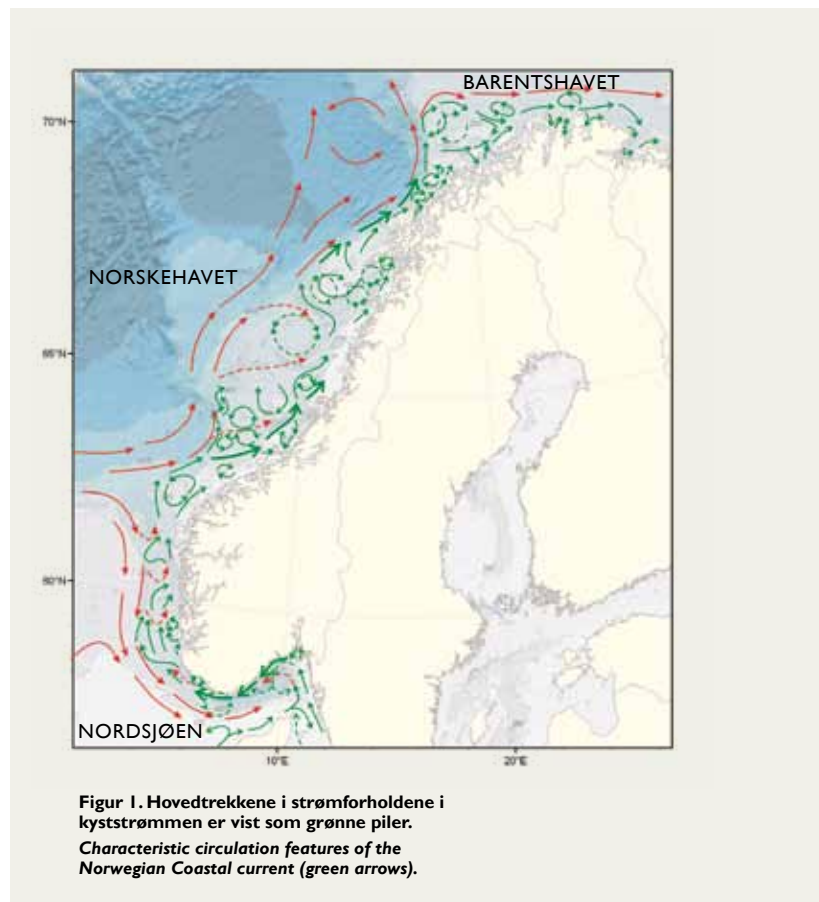 BARENTSHAVET
70°N
NORSKEHAVET
65°N
60°N
NORDSJØEN
10°E
20°E
Figur 1. Hovedtrekkene i strømforholdene i
kyststrømmen er vist som grønne piler.
Characteristic circulation features of the
Norwegian Coastal current (green arrows).